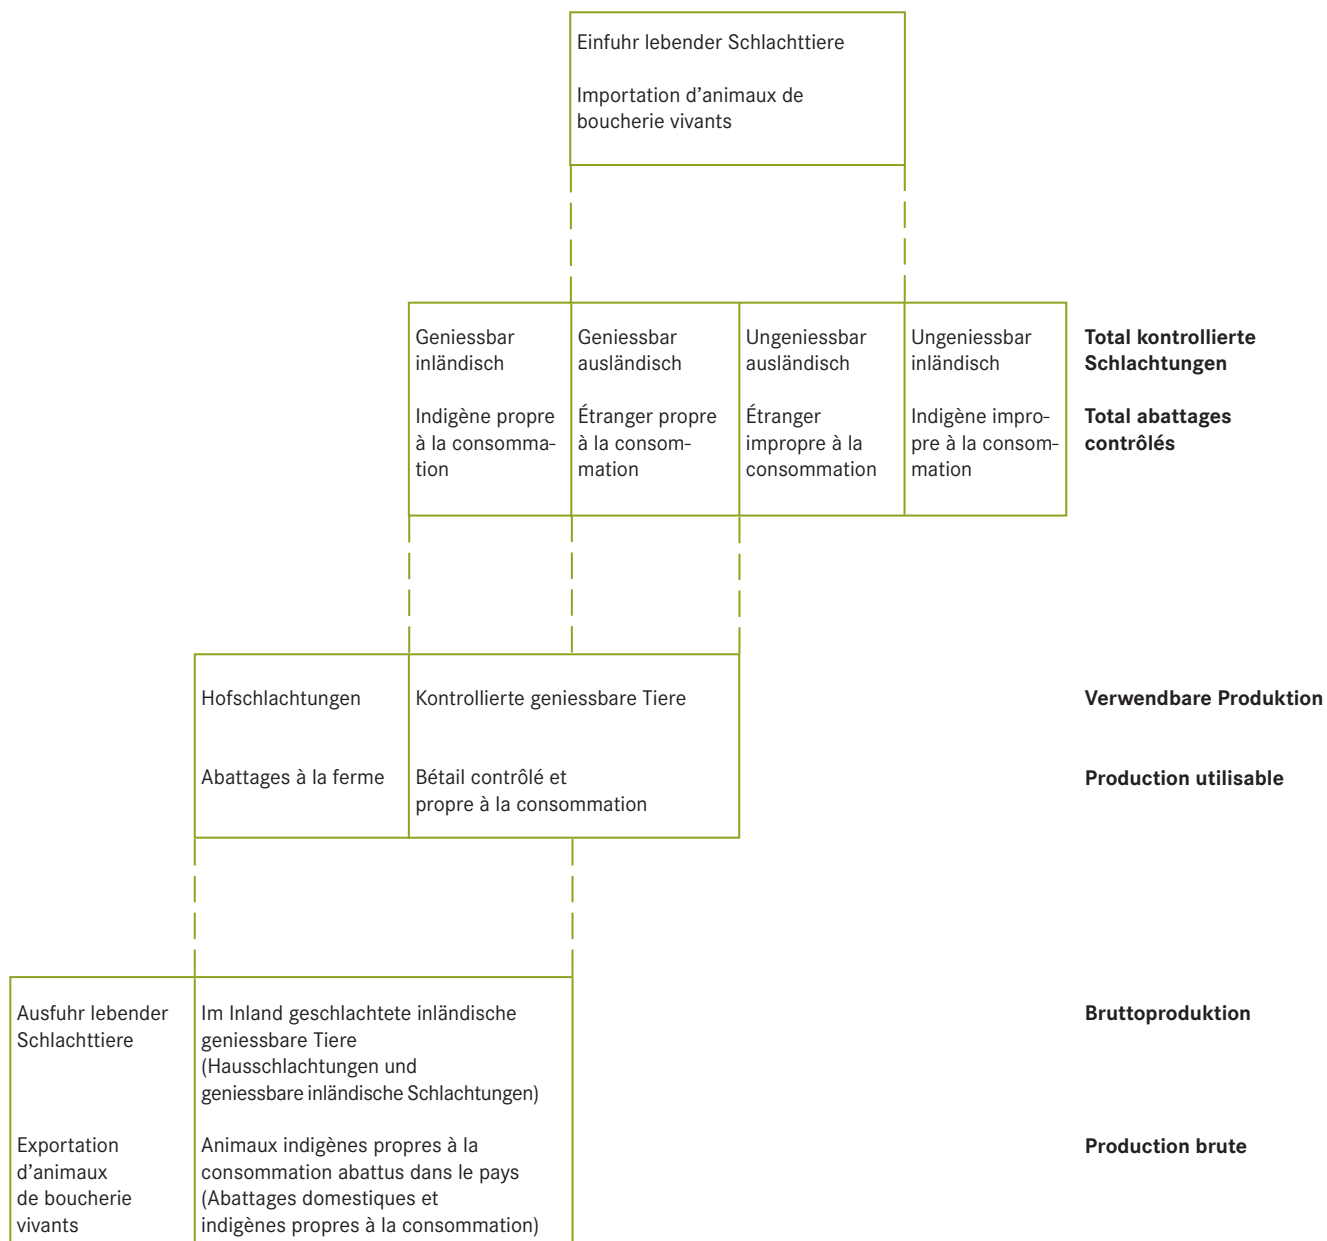 Einfuhr lebender Schlachttiere
Importation d’animaux de
boucherie vivants
Geniessbar
inländisch
Indigène propre
à la consomma-
tion
Geniessbar
ausländisch
Étranger propre
à la consom-
mation
Ungeniessbar
ausländisch
Étranger
impropre à la
consommation
Ungeniessbar
inländisch
Indigène impro-
pre à la consom-
mation
Total kontrollierte
Schlachtungen
Total abattages
contrôlés
Hofschlachtungen
Abattages à la ferme
Kontrollierte geniessbare Tiere
Bétail contrôlé et
propre à la consommation
Verwendbare Produktion
Production utilisable
Ausfuhr lebender
Schlachttiere
Exportation
d’animaux
de boucherie
vivants
Im Inland geschlachtete inländische
geniessbare Tiere
(Hausschlachtungen und
geniessbare inländische Schlachtungen)
Animaux indigènes propres à la
consommation abattus dans le pays
(Abattages domestiques et
indigènes propres à la consommation)
Bruttoproduktion
Production brute